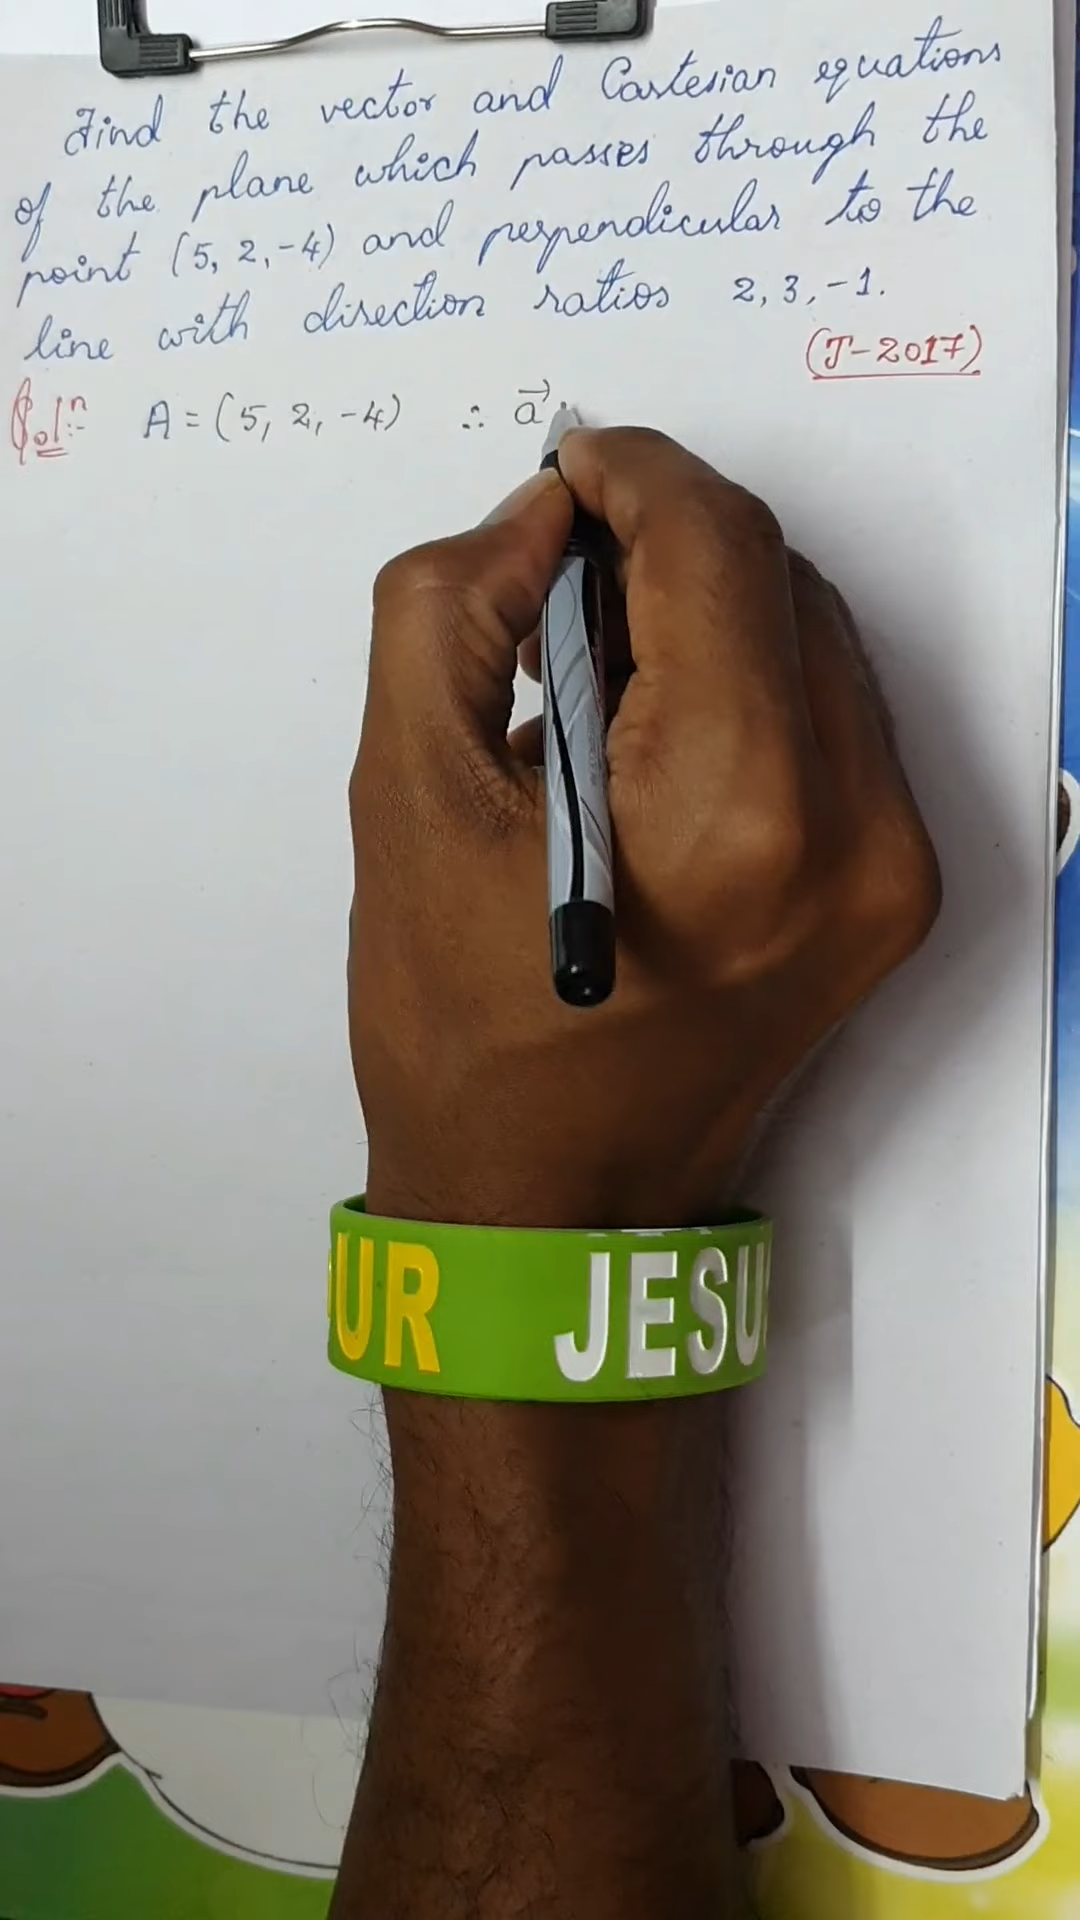 Find the vector and Cartesian equations
of the plane which passes through the
point (5, 2, -4) and perpendicular to the
line with direction ratios 2, 3, -1.
(J-2017)
Solⁿ:- A = (5, 2, -4) ∴ a⃗
UR JESU